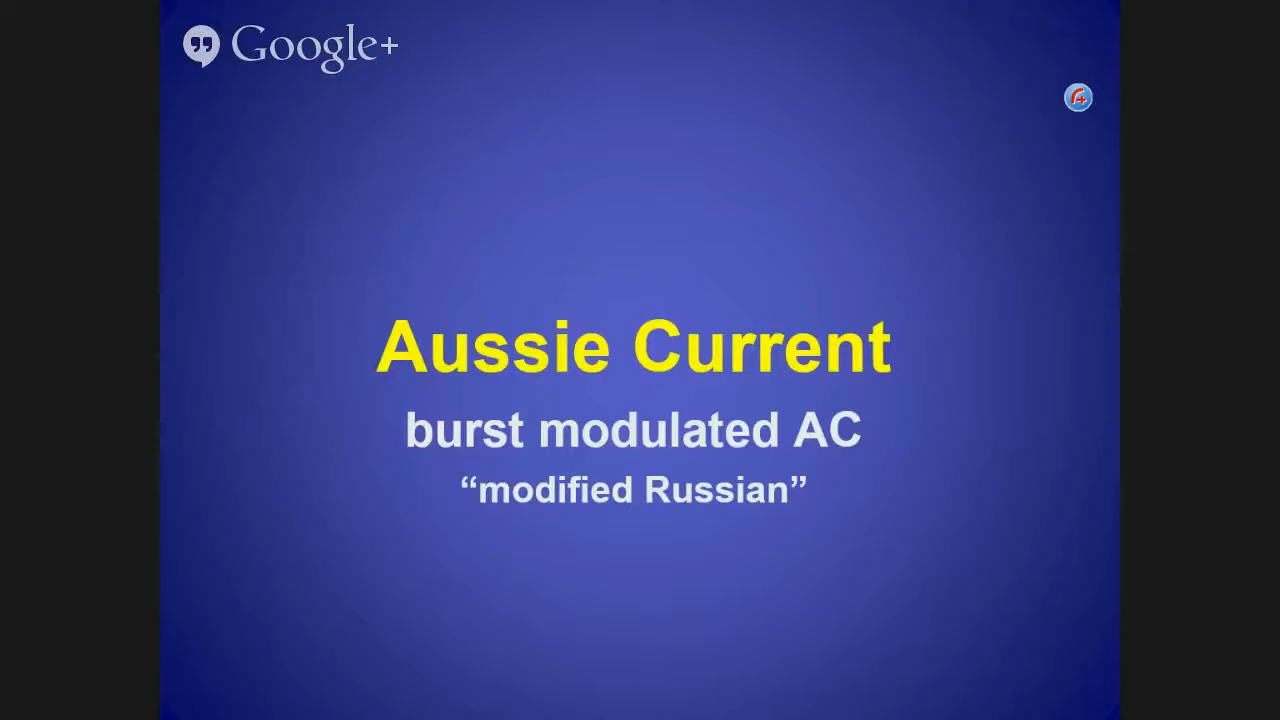 Google+
Aussie Current
burst modulated AC
“modified Russian”